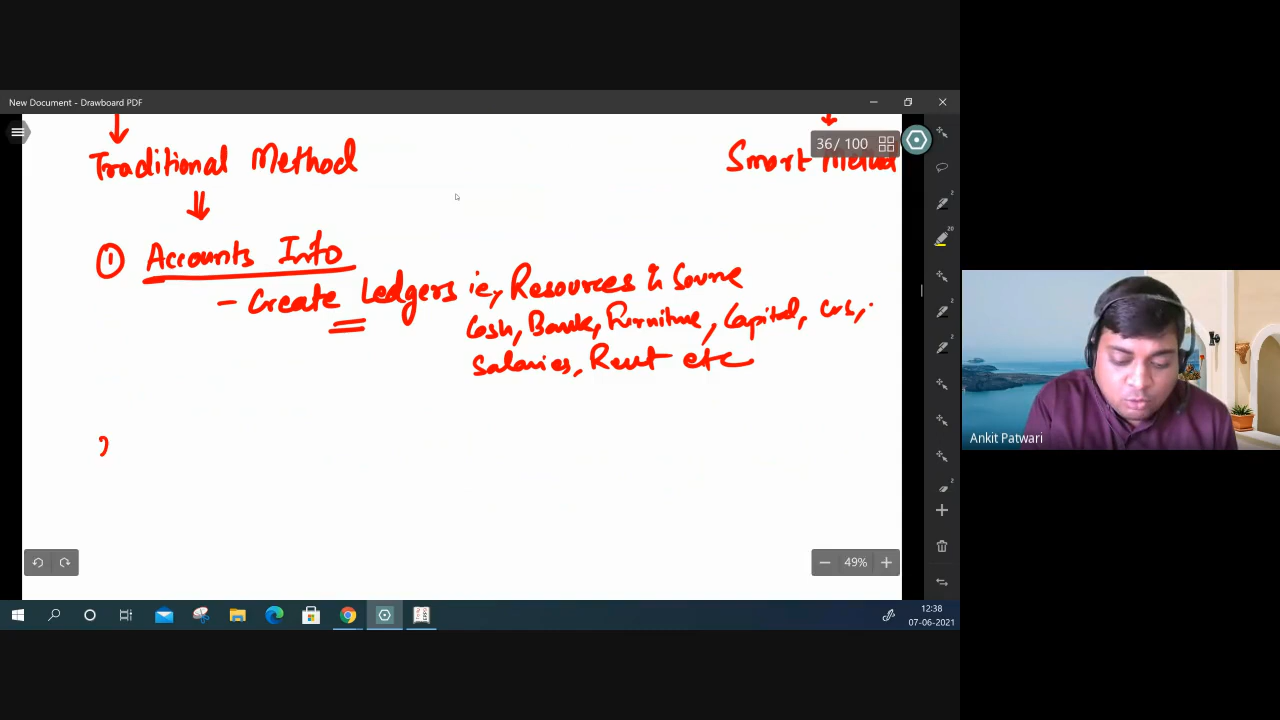 New Document - Drawboard PDF
36 / 100
Traditional Method
Smart Method
① Accounts Info
- Create Ledgers ie, Resources & Source
Cash, Bank, Furniture, Capital, Crs,
Salaries, Rent etc
Ankit Patwari
49%
12:38
07-06-2021